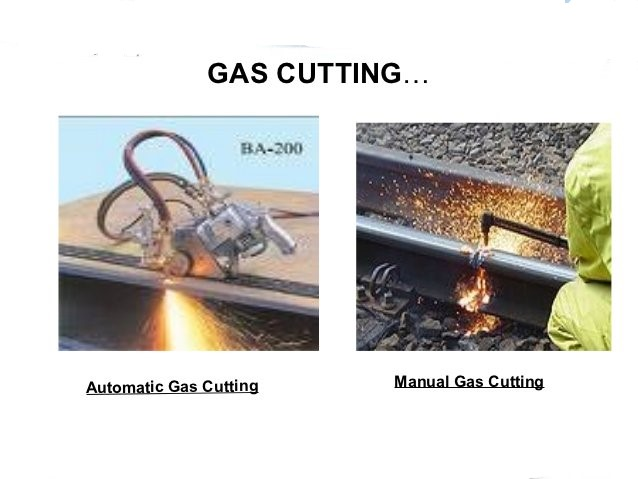 GAS CUTTING…
BA-200
Automatic Gas Cutting
Manual Gas Cutting